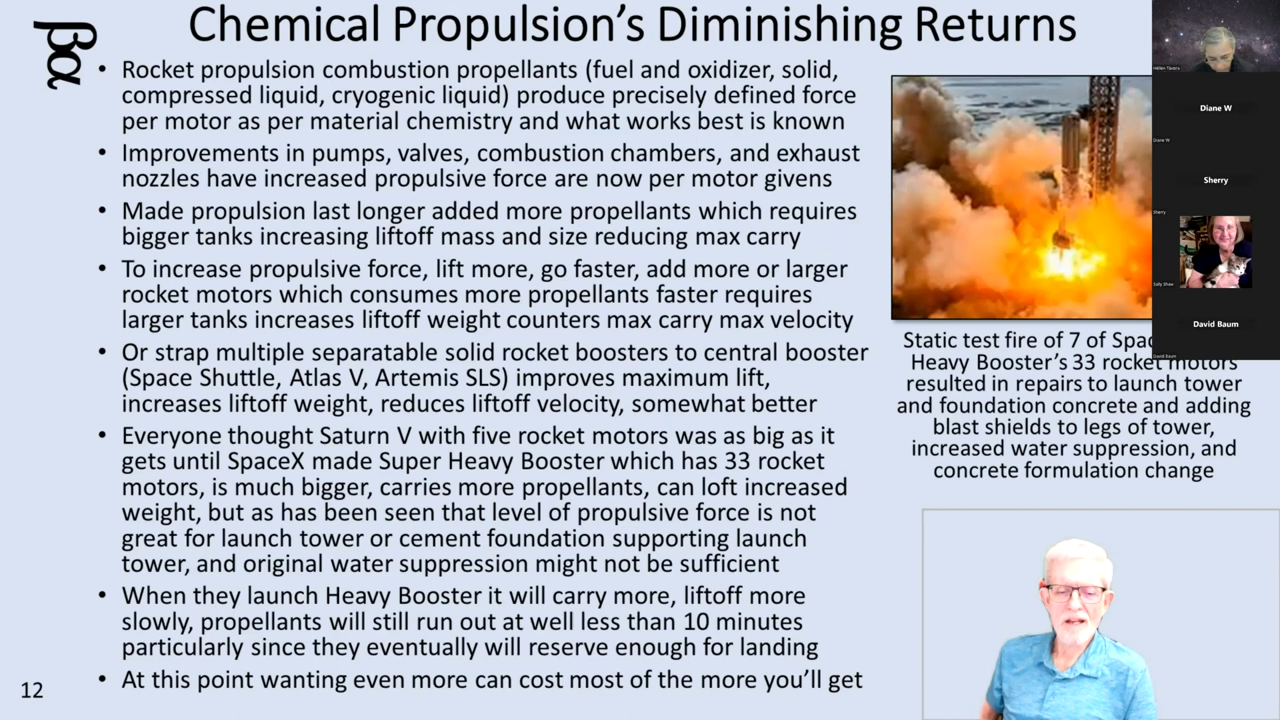 Chemical Propulsion's Diminishing Returns
βα
• Rocket propulsion combustion propellants (fuel and oxidizer, solid,
compressed liquid, cryogenic liquid) produce precisely defined force
per motor as per material chemistry and what works best is known
• Improvements in pumps, valves, combustion chambers, and exhaust
nozzles have increased propulsive force are now per motor givens
• Made propulsion last longer added more propellants which requires
bigger tanks increasing liftoff mass and size reducing max carry
• To increase propulsive force, lift more, go faster, add more or larger
rocket motors which consumes more propellants faster requires
larger tanks increases liftoff weight counters max carry max velocity
• Or strap multiple separatable solid rocket boosters to central booster
(Space Shuttle, Atlas V, Artemis SLS) improves maximum lift,
increases liftoff weight, reduces liftoff velocity, somewhat better
• Everyone thought Saturn V with five rocket motors was as big as it
gets until SpaceX made Super Heavy Booster which has 33 rocket
motors, is much bigger, carries more propellants, can loft increased
weight, but as has been seen that level of propulsive force is not
great for launch tower or cement foundation supporting launch
tower, and original water suppression might not be sufficient
• When they launch Heavy Booster it will carry more, liftoff more
slowly, propellants will still run out at well less than 10 minutes
particularly since they eventually will reserve enough for landing
• At this point wanting even more can cost most of the more you'll get
12
Static test fire of 7 of Spac
Heavy Booster's 33 rocket motors
resulted in repairs to launch tower
and foundation concrete and adding
blast shields to legs of tower,
increased water suppression, and
concrete formulation change
Diane W
Diane W
Sherry
Sherry
Sally Shaw
David Baum
David Baum